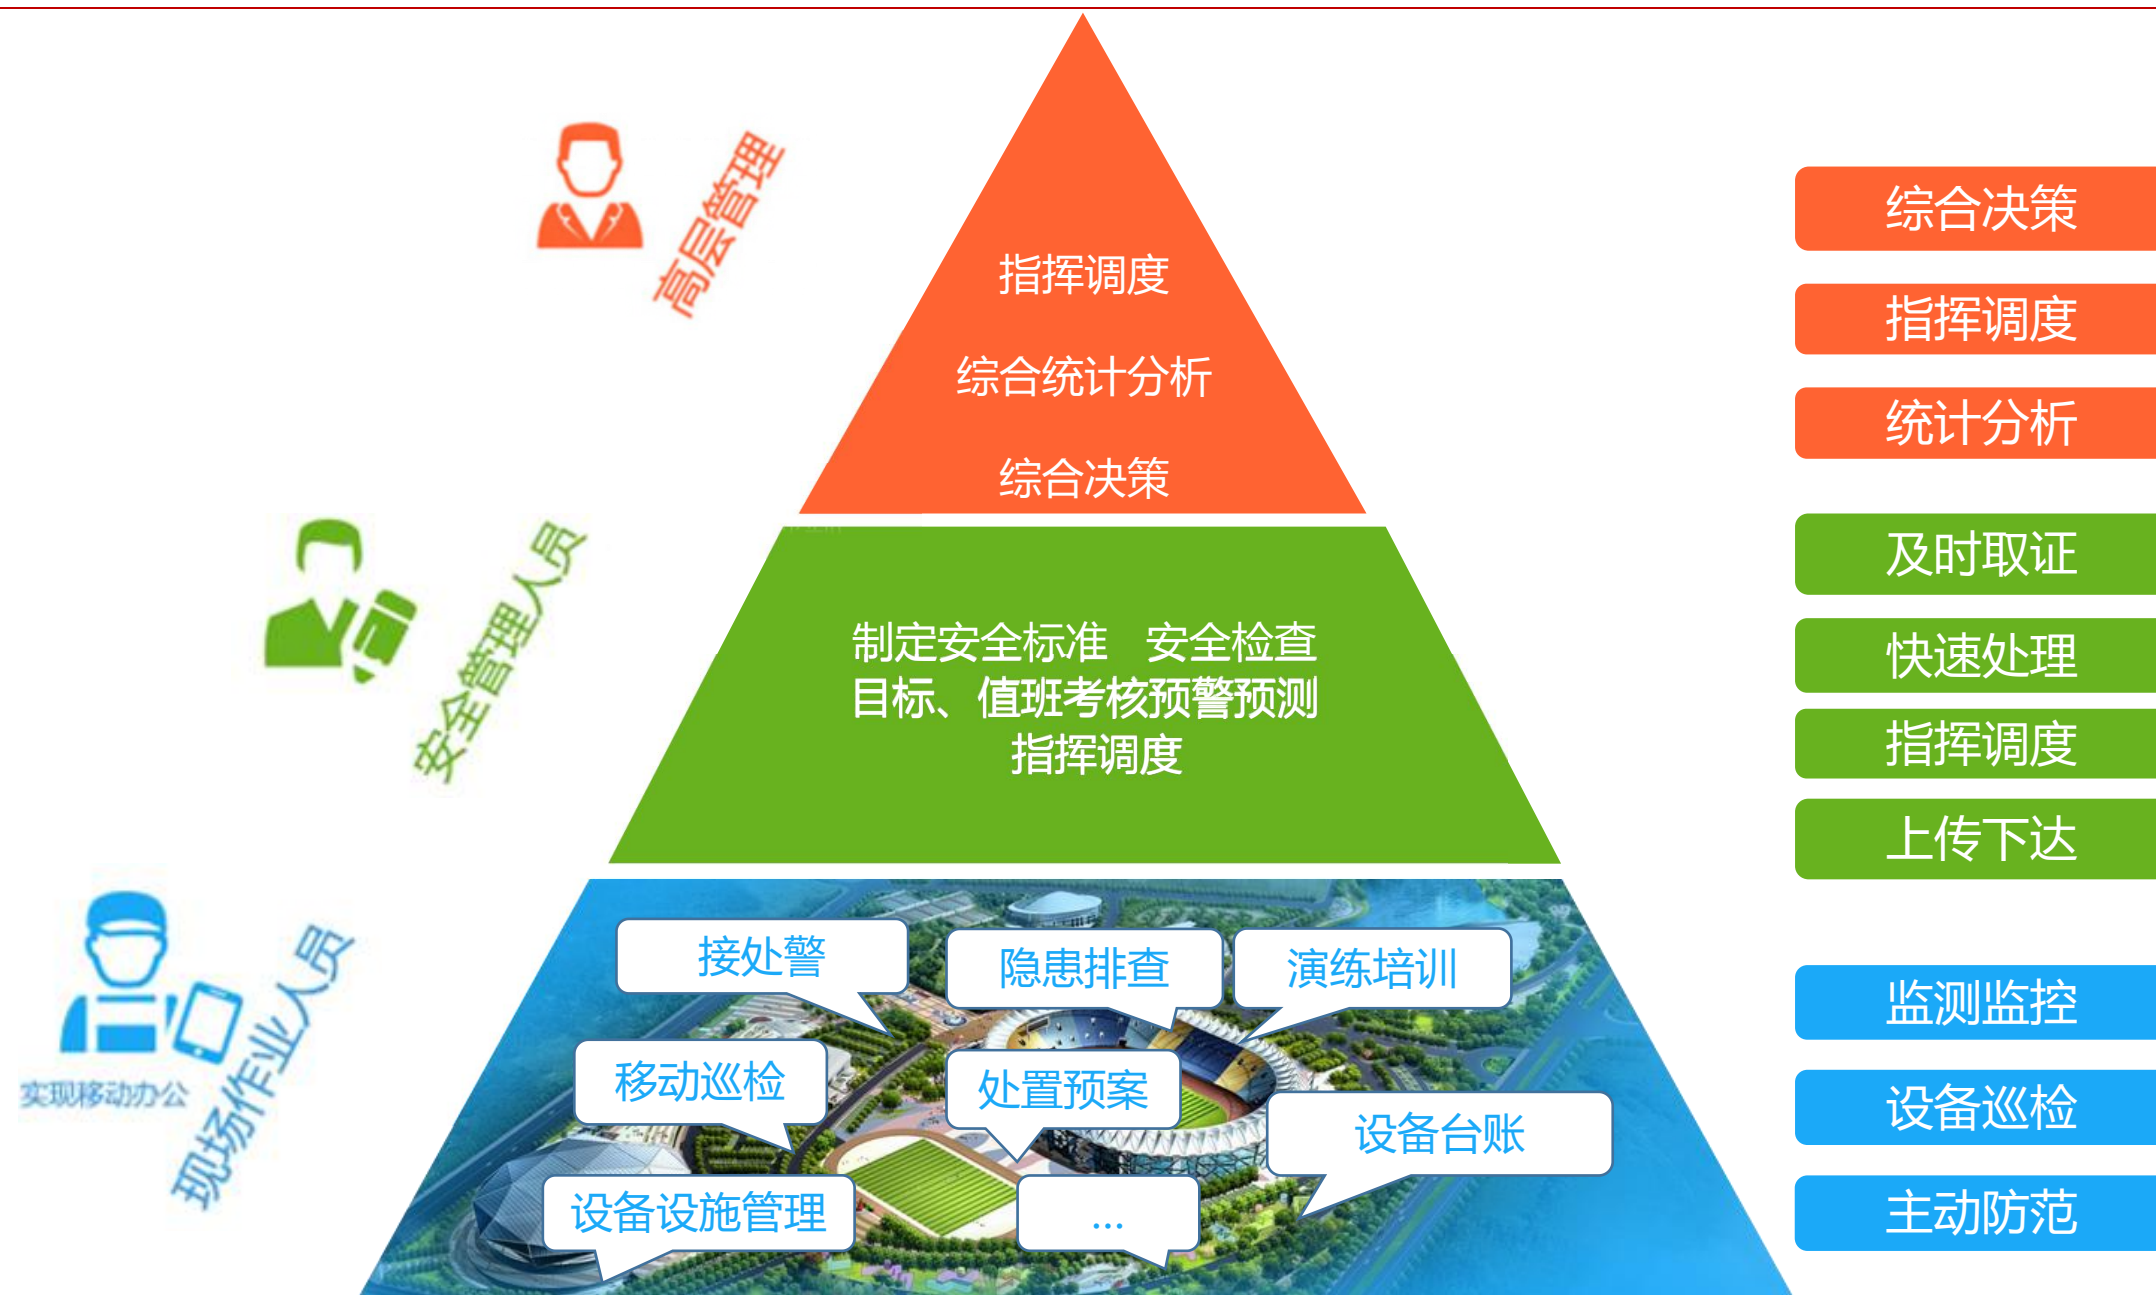 高层管理
指挥调度
综合统计分析
综合决策
综合决策
指挥调度
统计分析
安全管理人员
制定安全标准 安全检查
目标、值班考核预警预测
指挥调度
及时取证
快速处理
指挥调度
上传下达
实现移动办公
现场作业人员
接处警
隐患排查
演练培训
移动巡检
处置预案
设备台账
设备设施管理
...
监测监控
设备巡检
主动防范